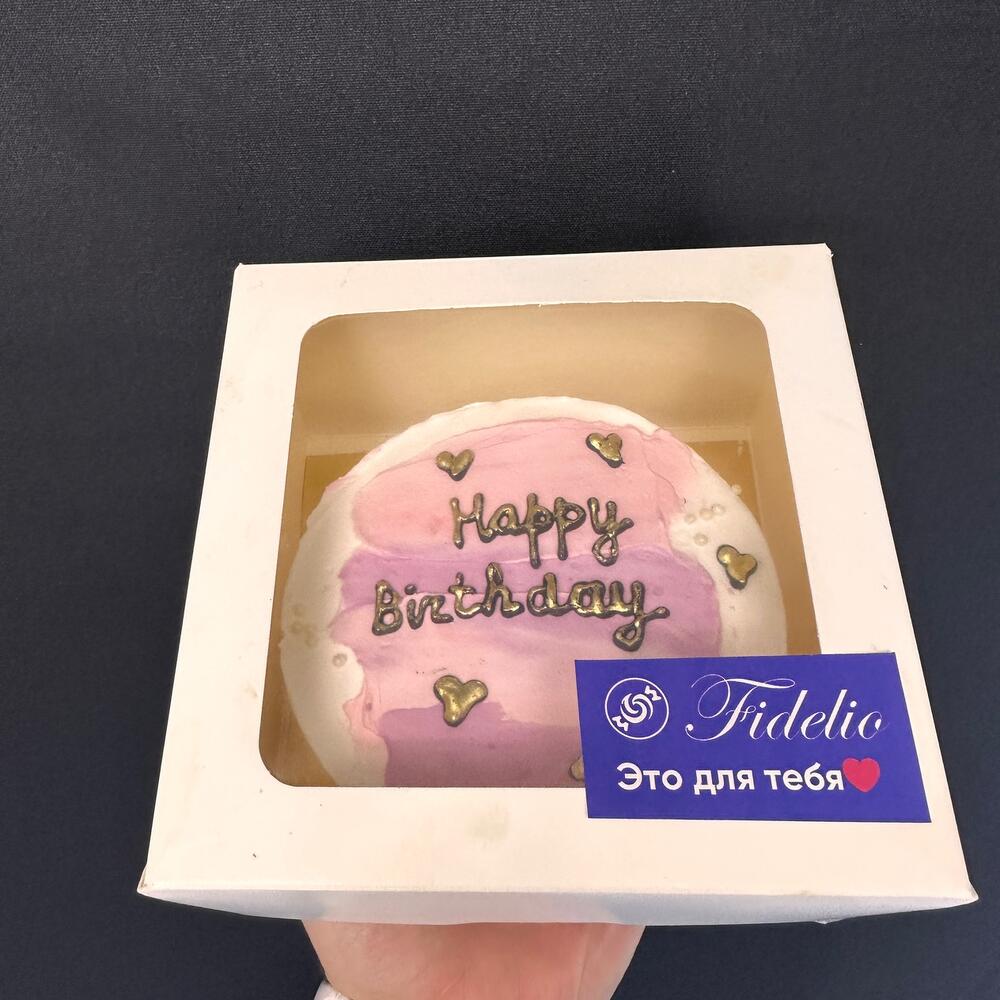 Happy
Birthday
Fidelio
Это для тебя❤️